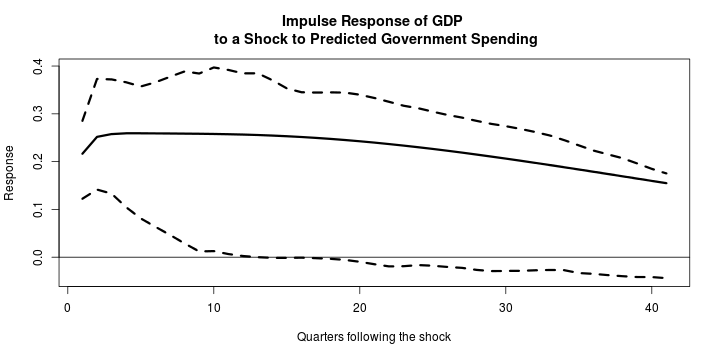 Impulse Response of GDP
to a Shock to Predicted Government Spending
Response
0.4
0.3
0.2
0.1
0.0
0 10 20 30 40
Quarters following the shock